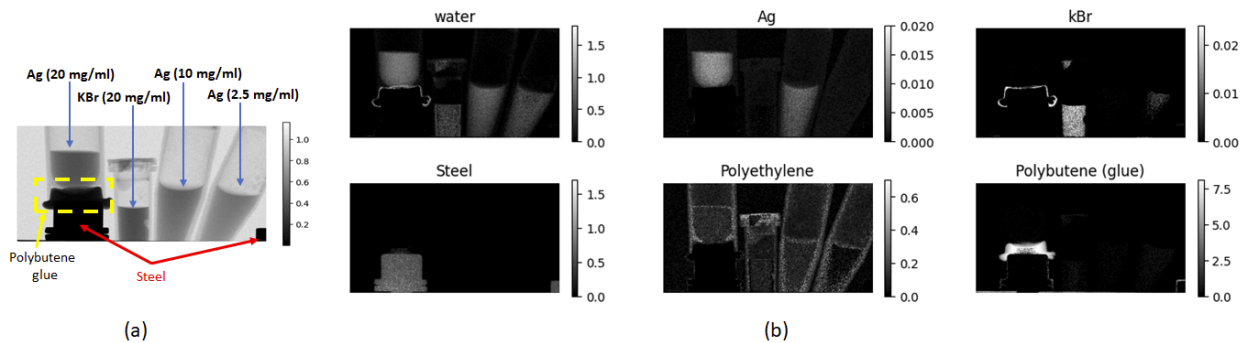 Ag (20 mg/ml)
Ag (10 mg/ml)
KBr (20 mg/ml)
Ag (2.5 mg/ml)
1.0
0.8
0.6
0.4
0.2
Polybutene
glue
Steel
(a)
water
1.5
1.0
0.5
0.0
Ag
0.020
0.015
0.010
0.005
0.000
kBr
0.02
0.01
0.00
Steel
1.5
1.0
0.5
0.0
Polyethylene
0.6
0.4
0.2
0.0
Polybutene (glue)
7.5
5.0
2.5
0.0
(b)